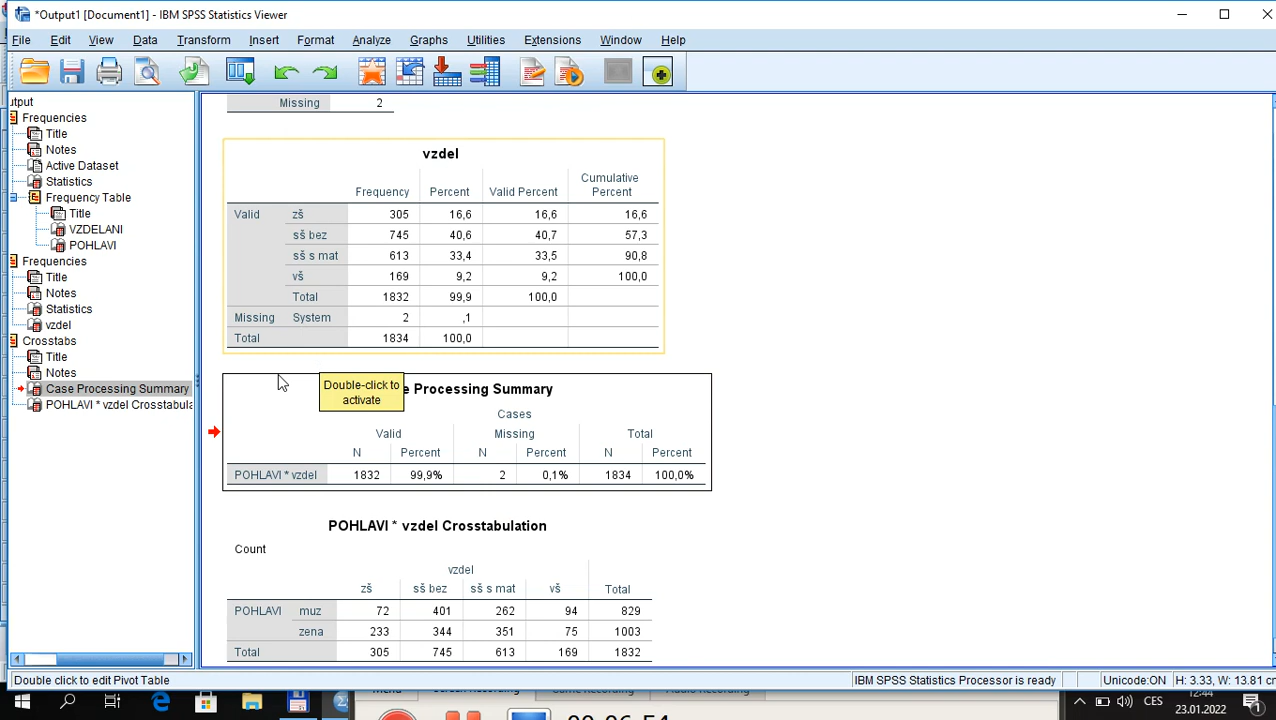 *Output1 [Document1] - IBM SPSS Statistics Viewer
File Edit View Data Transform Insert Format Analyze Graphs Utilities Extensions Window Help
utput
Frequencies
Title
Notes
Active Dataset
Statistics
Frequency Table
Title
VZDELANI
POHLAVI
Frequencies
Title
Notes
Statistics
vzdel
Crosstabs
Title
Notes
Case Processing Summary
POHLAVI * vzdel Crosstabula
Missing 2
vzdel
Frequency Percent Valid Percent Cumulative Percent
Valid zš 305 16,6 16,6 16,6
sš bez 745 40,6 40,7 57,3
sš s mat 613 33,4 33,5 90,8
vš 169 9,2 9,2 100,0
Total 1832 99,9 100,0
Missing System 2 ,1
Total 1834 100,0
Double-click to
activate
e Processing Summary
Cases
Valid Missing Total
N Percent N Percent N Percent
POHLAVI * vzdel 1832 99,9% 2 0,1% 1834 100,0%
POHLAVI * vzdel Crosstabulation
Count
vzdel
zš sš bez sš s mat vš Total
POHLAVI muz 72 401 262 94 829
zena 233 344 351 75 1003
Total 305 745 613 169 1832
Double click to edit Pivot Table IBM SPSS Statistics Processor is ready Unicode:ON H: 3.33, W: 13.81 cm
CES
12:44
23.01.2022